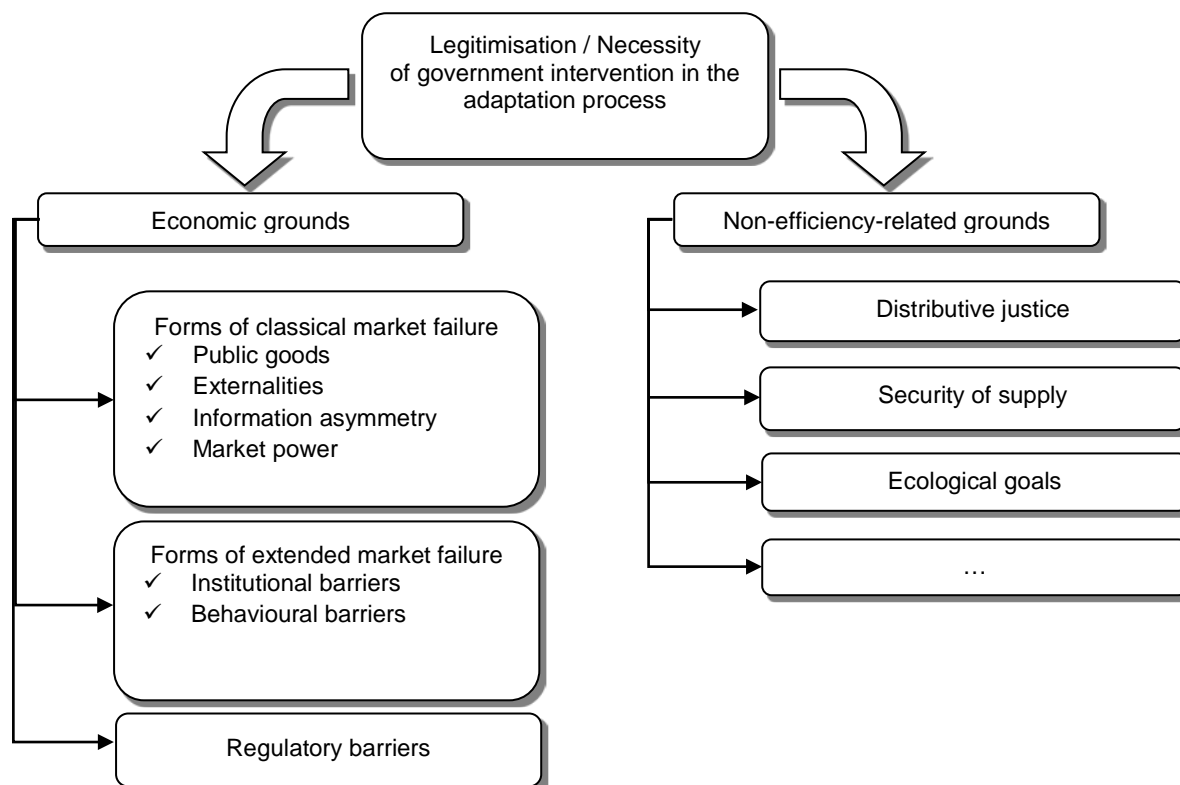 Legitimisation / Necessity
of government intervention in the
adaptation process
Economic grounds
Forms of classical market failure
✓ Public goods
✓ Externalities
✓ Information asymmetry
✓ Market power
Forms of extended market failure
✓ Institutional barriers
✓ Behavioural barriers
Regulatory barriers
Non-efficiency-related grounds
Distributive justice
Security of supply
Ecological goals
…